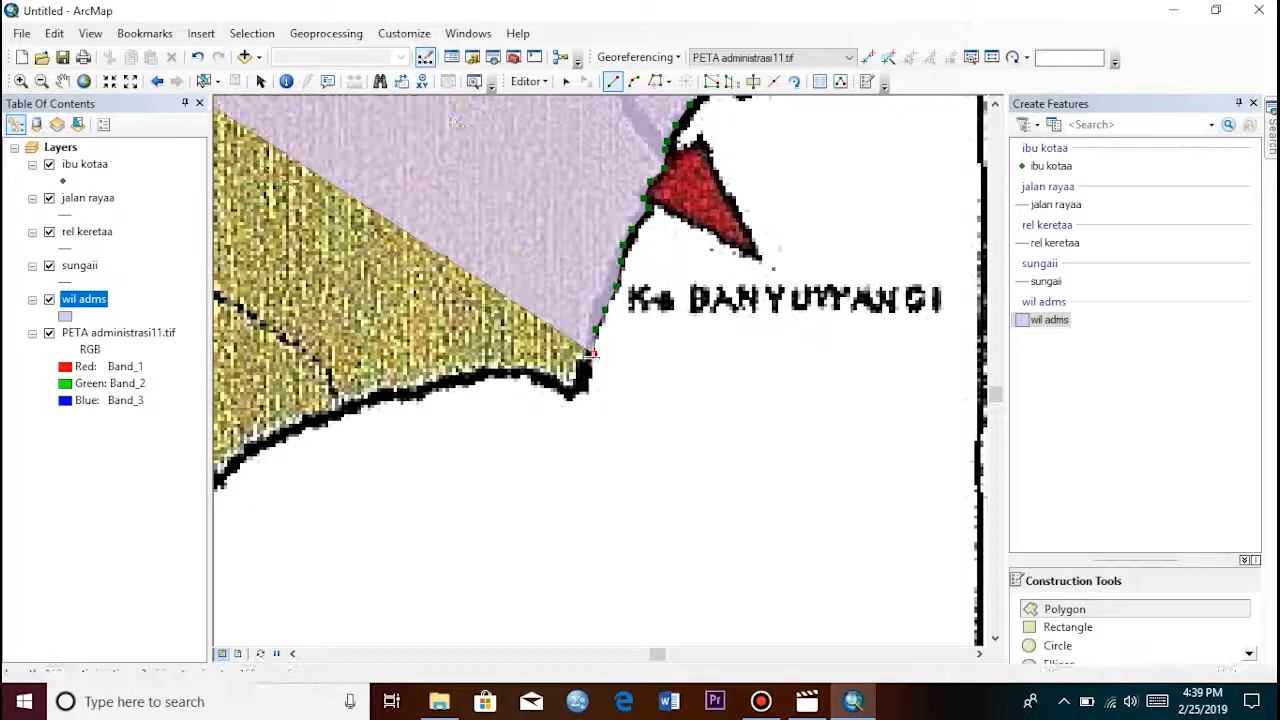 Untitled - ArcMap
File Edit View Bookmarks Insert Selection Geoprocessing Customize Windows Help
Georeferencing PETA administrasi11.tif
Editor
Table Of Contents
Layers
ibu kotaa
jalan rayaa
rel keretaa
sungaii
wil adms
PETA administrasi11.tif
RGB
Red: Band_1
Green: Band_2
Blue: Band_3
Ke BANYUWANGI
Create Features
<Search>
ibu kotaa
ibu kotaa
jalan rayaa
jalan rayaa
rel keretaa
rel keretaa
sungaii
sungaii
wil adms
wil adms
Construction Tools
Polygon
Rectangle
Circle
Search
Type here to search
4:39 PM
2/25/2019